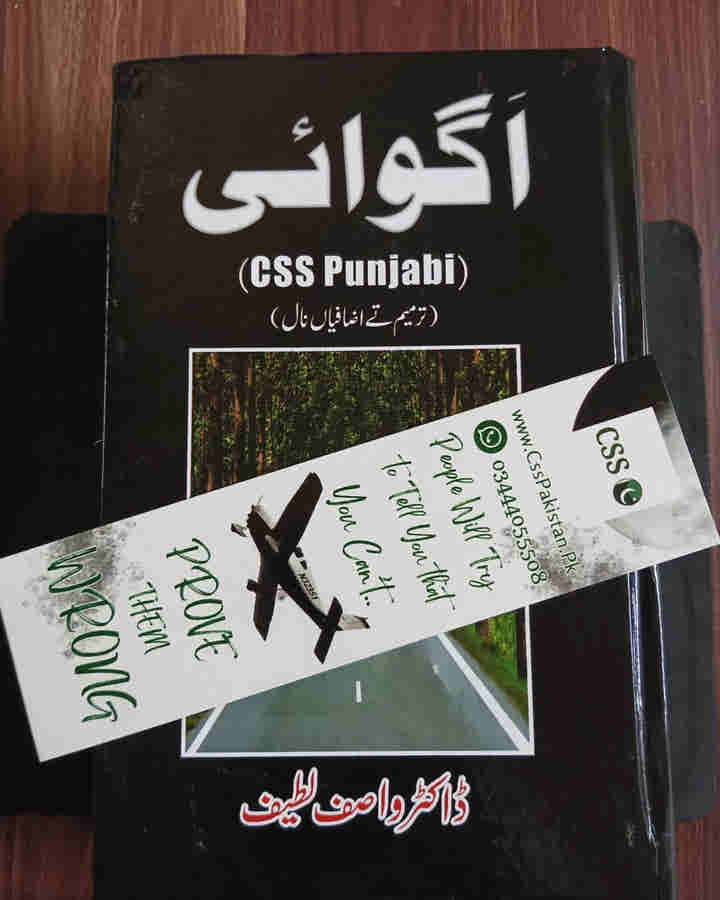 اَگوائی
(CSS Punjabi)
(ترمیم تے اضافیاں نال)
CSS
www.CssPakistan.Pk
03444055508
People Will Try
to Tell You that
You Can't..
PROVE
THEM
WRONG
ڈاکٹر واصف لطیف